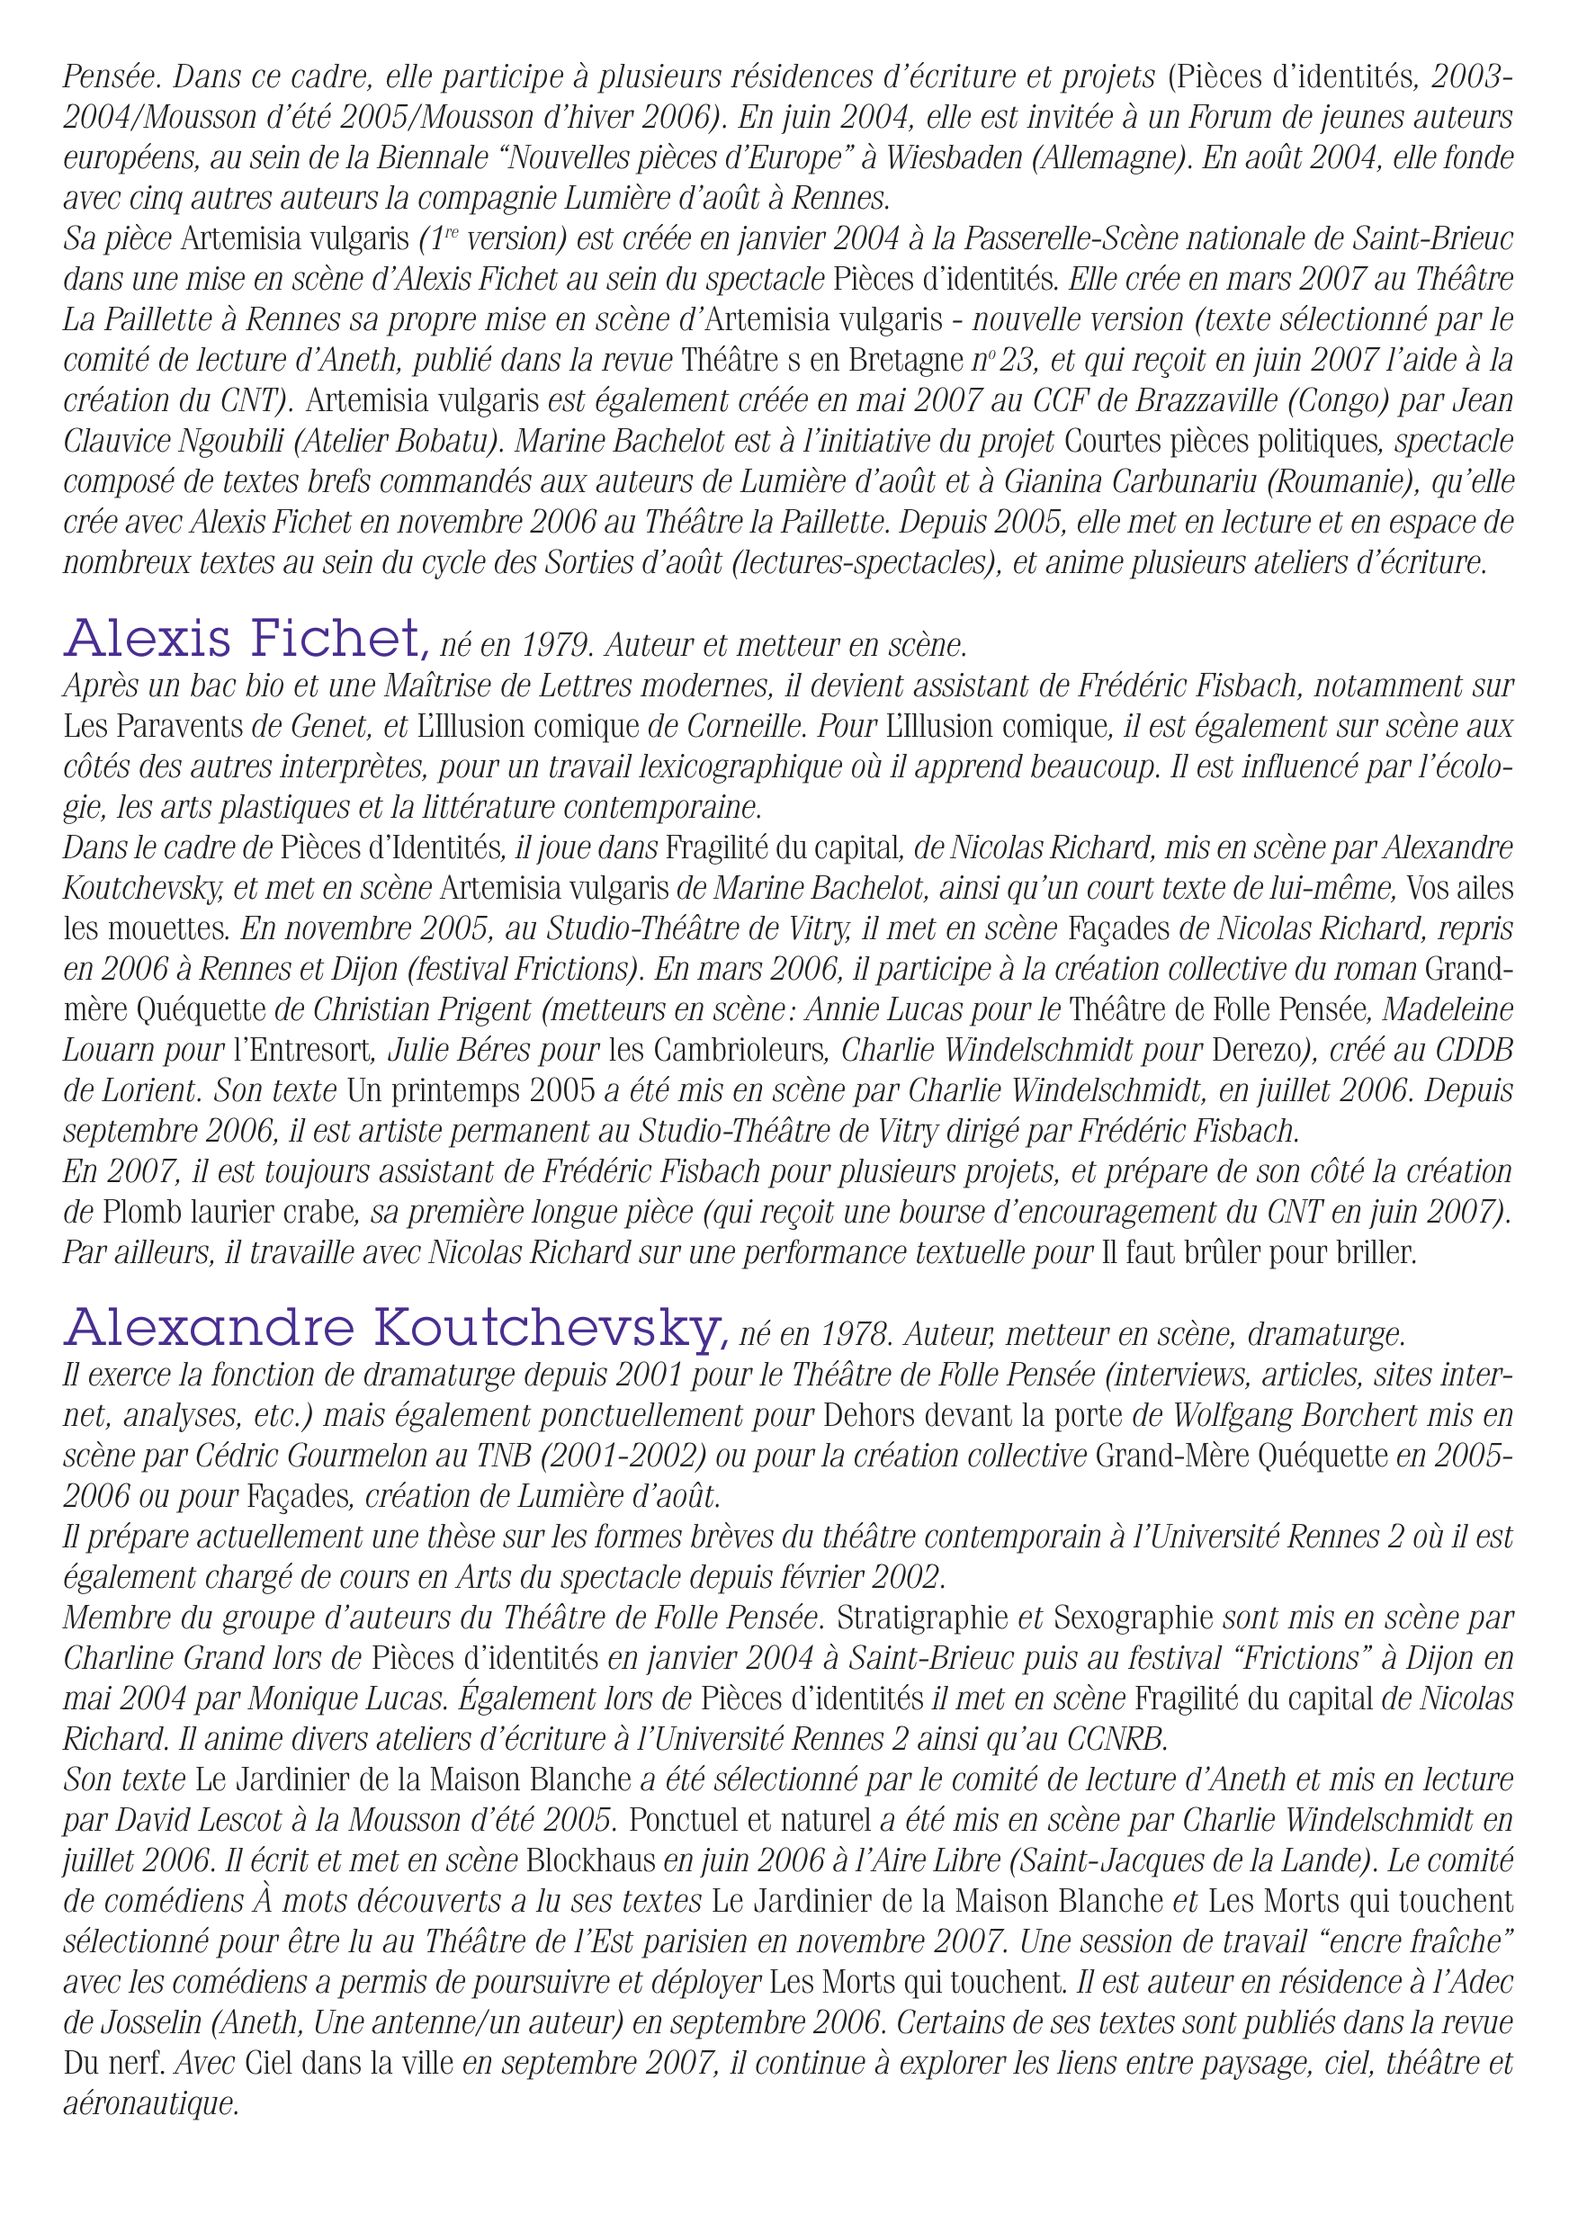 Pensée. Dans ce cadre, elle participe à plusieurs résidences d’écriture et projets (Pièces d’identités, 2003-
2004/Mousson d’été 2005/Mousson d’hiver 2006). En juin 2004, elle est invitée à un Forum de jeunes auteurs
européens, au sein de la Biennale “Nouvelles pièces d’Europe” à Wiesbaden (Allemagne). En août 2004, elle fonde
avec cinq autres auteurs la compagnie Lumière d’août à Rennes.
Sa pièce Artemisia vulgaris (1re version) est créée en janvier 2004 à la Passerelle-Scène nationale de Saint-Brieuc
dans une mise en scène d’Alexis Fichet au sein du spectacle Pièces d’identités. Elle crée en mars 2007 au Théâtre
La Paillette à Rennes sa propre mise en scène d’Artemisia vulgaris - nouvelle version (texte sélectionné par le
comité de lecture d’Aneth, publié dans la revue Théâtre s en Bretagne no 23, et qui reçoit en juin 2007 l’aide à la
création du CNT). Artemisia vulgaris est également créée en mai 2007 au CCF de Brazzaville (Congo) par Jean
Clauvice Ngoubili (Atelier Bobatu). Marine Bachelot est à l’initiative du projet Courtes pièces politiques, spectacle
composé de textes brefs commandés aux auteurs de Lumière d’août et à Gianina Carbunariu (Roumanie), qu’elle
crée avec Alexis Fichet en novembre 2006 au Théâtre la Paillette. Depuis 2005, elle met en lecture et en espace de
nombreux textes au sein du cycle des Sorties d’août (lectures-spectacles), et anime plusieurs ateliers d’écriture.
Alexis Fichet, né en 1979. Auteur et metteur en scène.
Après un bac bio et une Maîtrise de Lettres modernes, il devient assistant de Frédéric Fisbach, notamment sur
Les Paravents de Genet, et L’Illusion comique de Corneille. Pour L’Illusion comique, il est également sur scène aux
côtés des autres interprètes, pour un travail lexicographique où il apprend beaucoup. Il est influencé par l’écolo-
gie, les arts plastiques et la littérature contemporaine.
Dans le cadre de Pièces d’Identités, il joue dans Fragilité du capital, de Nicolas Richard, mis en scène par Alexandre
Koutchevsky, et met en scène Artemisia vulgaris de Marine Bachelot, ainsi qu’un court texte de lui-même, Vos ailes
les mouettes. En novembre 2005, au Studio-Théâtre de Vitry, il met en scène Façades de Nicolas Richard, repris
en 2006 à Rennes et Dijon (festival Frictions). En mars 2006, il participe à la création collective du roman Grand-
mère Quéquette de Christian Prigent (metteurs en scène : Annie Lucas pour le Théâtre de Folle Pensée, Madeleine
Louarn pour l’Entresort, Julie Béres pour les Cambrioleurs, Charlie Windelschmidt pour Derezo), créé au CDDB
de Lorient. Son texte Un printemps 2005 a été mis en scène par Charlie Windelschmidt, en juillet 2006. Depuis
septembre 2006, il est artiste permanent au Studio-Théâtre de Vitry dirigé par Frédéric Fisbach.
En 2007, il est toujours assistant de Frédéric Fisbach pour plusieurs projets, et prépare de son côté la création
de Plomb laurier crabe, sa première longue pièce (qui reçoit une bourse d’encouragement du CNT en juin 2007).
Par ailleurs, il travaille avec Nicolas Richard sur une performance textuelle pour Il faut brûler pour briller.
Alexandre Koutchevsky, né en 1978. Auteur, metteur en scène, dramaturge.
Il exerce la fonction de dramaturge depuis 2001 pour le Théâtre de Folle Pensée (interviews, articles, sites inter-
net, analyses, etc.) mais également ponctuellement pour Dehors devant la porte de Wolfgang Borchert mis en
scène par Cédric Gourmelon au TNB (2001-2002) ou pour la création collective Grand-Mère Quéquette en 2005-
2006 ou pour Façades, création de Lumière d’août.
Il prépare actuellement une thèse sur les formes brèves du théâtre contemporain à l’Université Rennes 2 où il est
également chargé de cours en Arts du spectacle depuis février 2002.
Membre du groupe d’auteurs du Théâtre de Folle Pensée. Stratigraphie et Sexographie sont mis en scène par
Charline Grand lors de Pièces d’identités en janvier 2004 à Saint-Brieuc puis au festival “Frictions” à Dijon en
mai 2004 par Monique Lucas. Également lors de Pièces d’identités il met en scène Fragilité du capital de Nicolas
Richard. Il anime divers ateliers d’écriture à l’Université Rennes 2 ainsi qu’au CCNRB.
Son texte Le Jardinier de la Maison Blanche a été sélectionné par le comité de lecture d’Aneth et mis en lecture
par David Lescot à la Mousson d’été 2005. Ponctuel et naturel a été mis en scène par Charlie Windelschmidt en
juillet 2006. Il écrit et met en scène Blockhaus en juin 2006 à l’Aire Libre (Saint-Jacques de la Lande). Le comité
de comédiens À mots découverts a lu ses textes Le Jardinier de la Maison Blanche et Les Morts qui touchent
sélectionné pour être lu au Théâtre de l’Est parisien en novembre 2007. Une session de travail “encre fraîche”
avec les comédiens a permis de poursuivre et déployer Les Morts qui touchent. Il est auteur en résidence à l’Adec
de Josselin (Aneth, Une antenne/un auteur) en septembre 2006. Certains de ses textes sont publiés dans la revue
Du nerf. Avec Ciel dans la ville en septembre 2007, il continue à explorer les liens entre paysage, ciel, théâtre et
aéronautique.